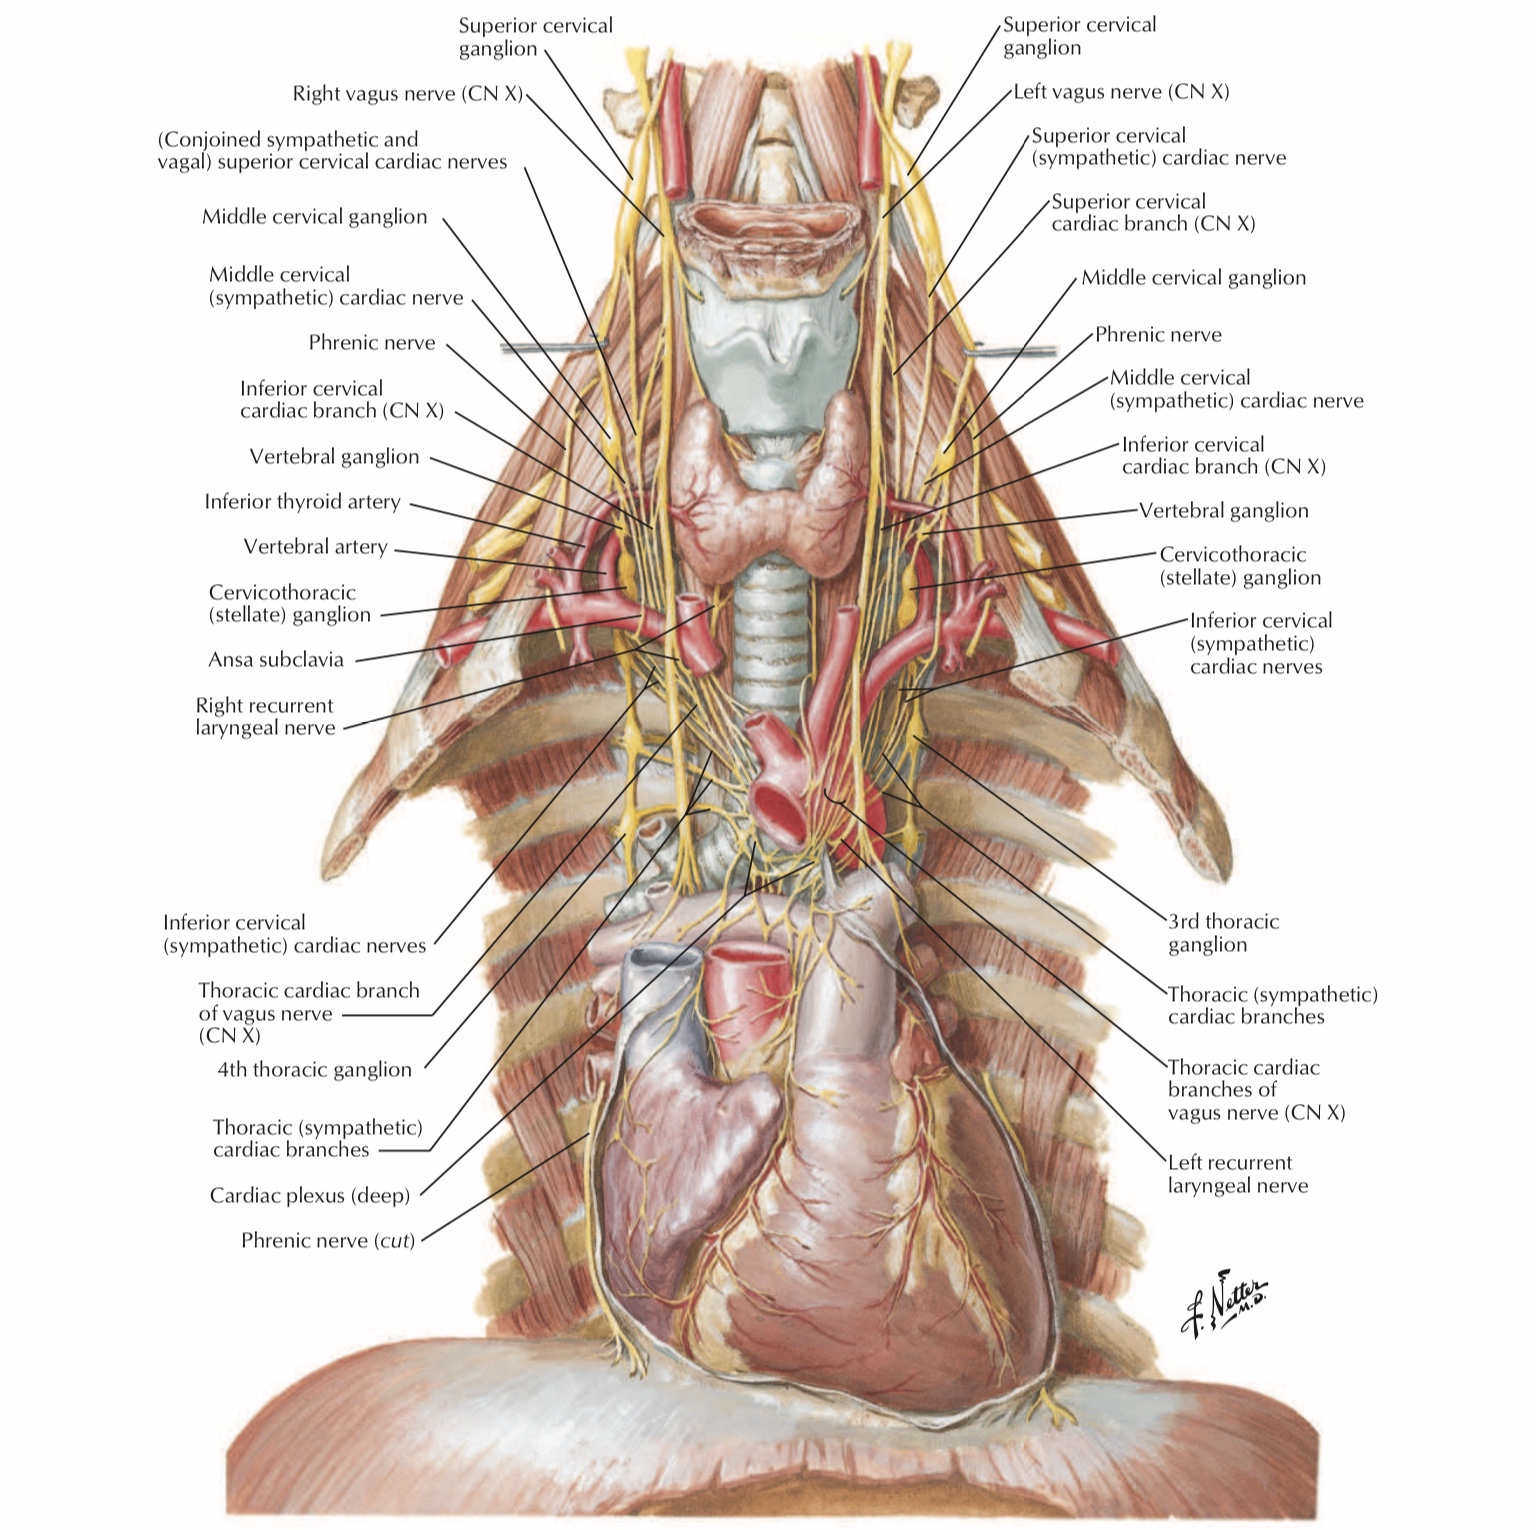 Superior cervical
ganglion
Right vagus nerve (CN X)
(Conjoined sympathetic and
vagal) superior cervical cardiac nerves
Middle cervical ganglion
Middle cervical
(sympathetic) cardiac nerve
Phrenic nerve
Inferior cervical
cardiac branch (CN X)
Vertebral ganglion
Inferior thyroid artery
Vertebral artery
Cervicothoracic
(stellate) ganglion
Ansa subclavia
Right recurrent
laryngeal nerve
Inferior cervical
(sympathetic) cardiac nerves
Thoracic cardiac branch
of vagus nerve
(CN X)
4th thoracic ganglion
Thoracic (sympathetic)
cardiac branches
Cardiac plexus (deep)
Phrenic nerve (cut)
Superior cervical
ganglion
Left vagus nerve (CN X)
Superior cervical
(sympathetic) cardiac nerve
Superior cervical
cardiac branch (CN X)
Middle cervical ganglion
Phrenic nerve
Middle cervical
(sympathetic) cardiac nerve
Inferior cervical
cardiac branch (CN X)
Vertebral ganglion
Cervicothoracic
(stellate) ganglion
Inferior cervical
(sympathetic)
cardiac nerves
3rd thoracic
ganglion
Thoracic (sympathetic)
cardiac branches
Thoracic cardiac
branches of
vagus nerve (CN X)
Left recurrent
laryngeal nerve
F. Netter
M.D.